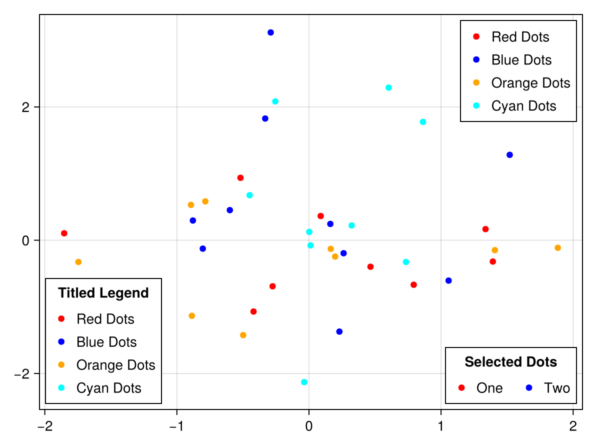 Red Dots
Blue Dots
Orange Dots
Cyan Dots
2
0
−2
Titled Legend
Red Dots
Blue Dots
Orange Dots
Cyan Dots
Selected Dots
One Two
−2 −1 0 1 2